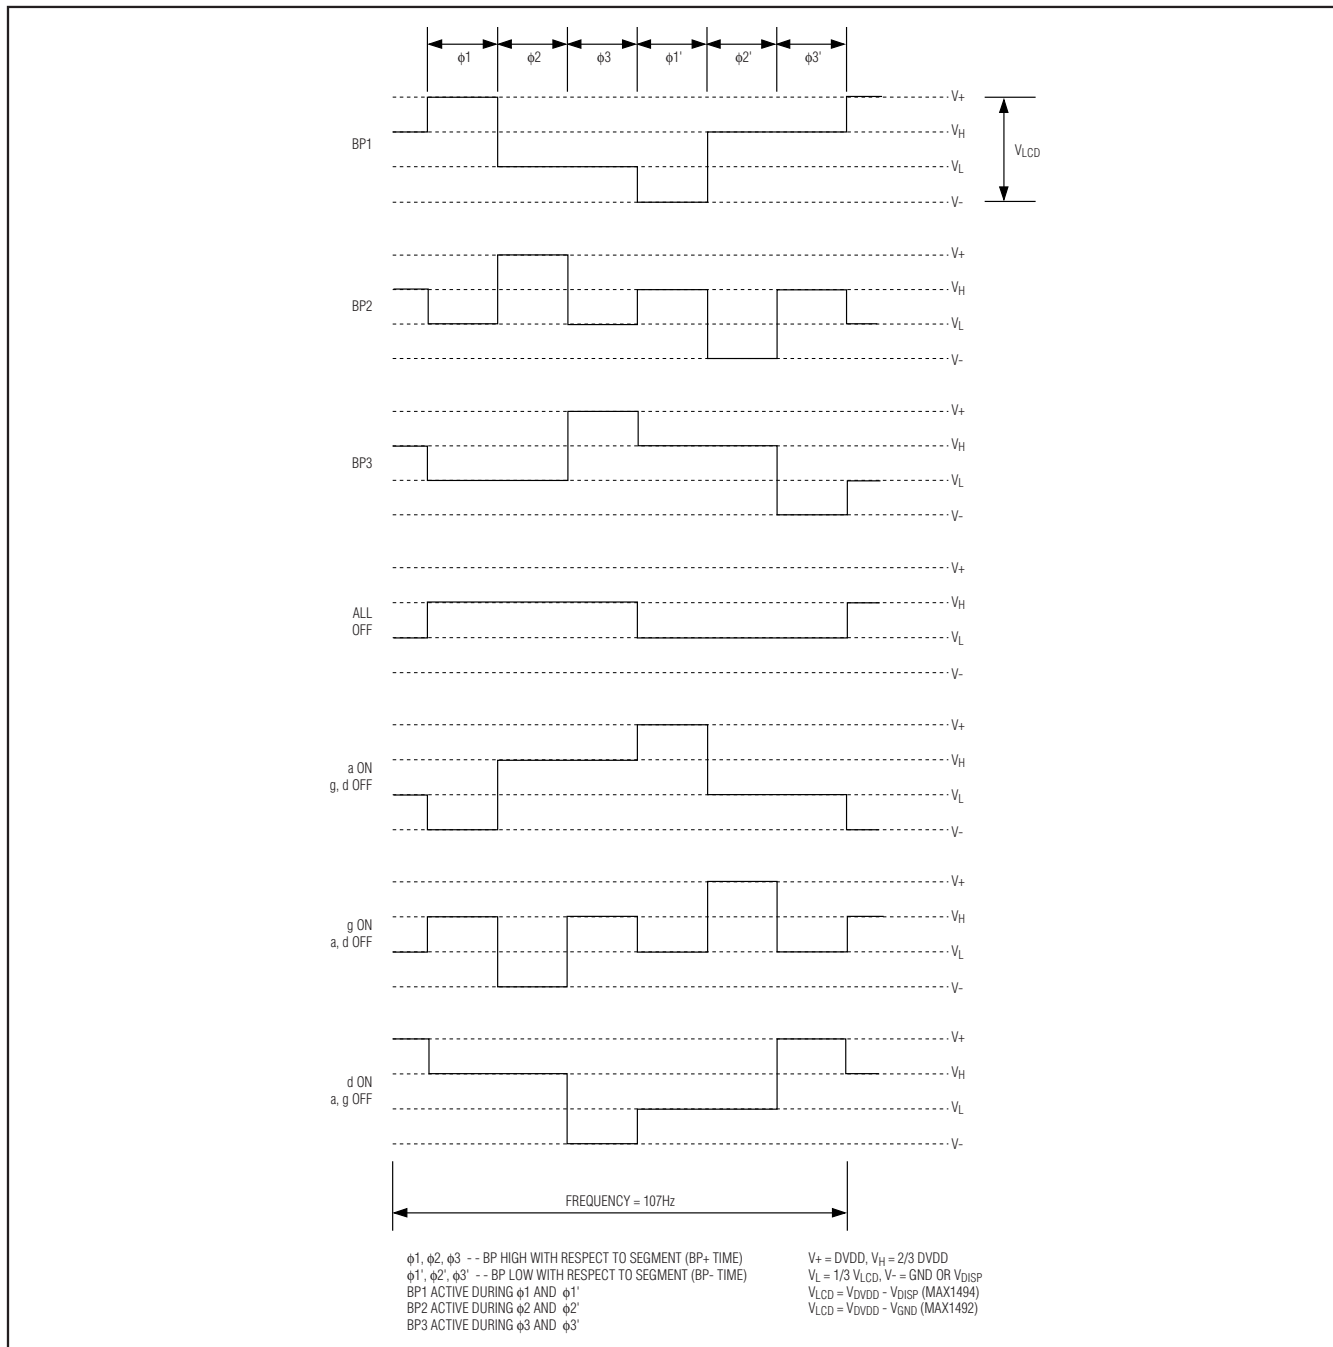 ϕ1 ϕ2 ϕ3 ϕ1' ϕ2' ϕ3'
V+
BP1
VH
VLCD
VL
V-
V+
VH
BP2
VL
V-
V+
VH
BP3
VL
V-
V+
ALL
OFF
VH
VL
V-
V+
a ON
g, d OFF
VH
VL
V-
V+
g ON
a, d OFF
VH
VL
V-
V+
VH
d ON
a, g OFF
VL
V-
FREQUENCY = 107Hz
ϕ1, ϕ2, ϕ3 - - BP HIGH WITH RESPECT TO SEGMENT (BP+ TIME)
ϕ1', ϕ2', ϕ3' - - BP LOW WITH RESPECT TO SEGMENT (BP- TIME)
BP1 ACTIVE DURING ϕ1 AND ϕ1'
BP2 ACTIVE DURING ϕ2 AND ϕ2'
BP3 ACTIVE DURING ϕ3 AND ϕ3'
V+ = DVDD, VH = 2/3 DVDD
VL = 1/3 VLCD, V- = GND OR VDISP
VLCD = VDVDD - VDISP (MAX1494)
VLCD = VDVDD - VGND (MAX1492)